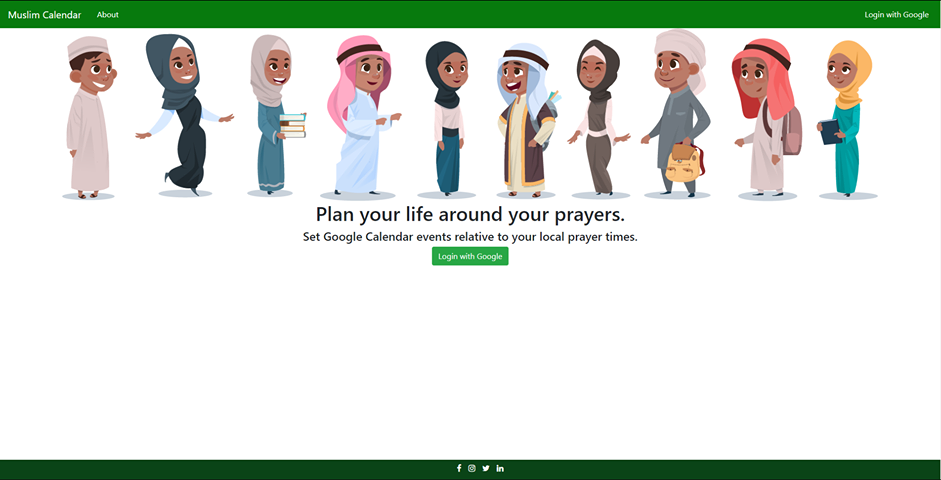 Muslim Calendar About Login with Google
Plan your life around your prayers.
Set Google Calendar events relative to your local prayer times.
Login with Google